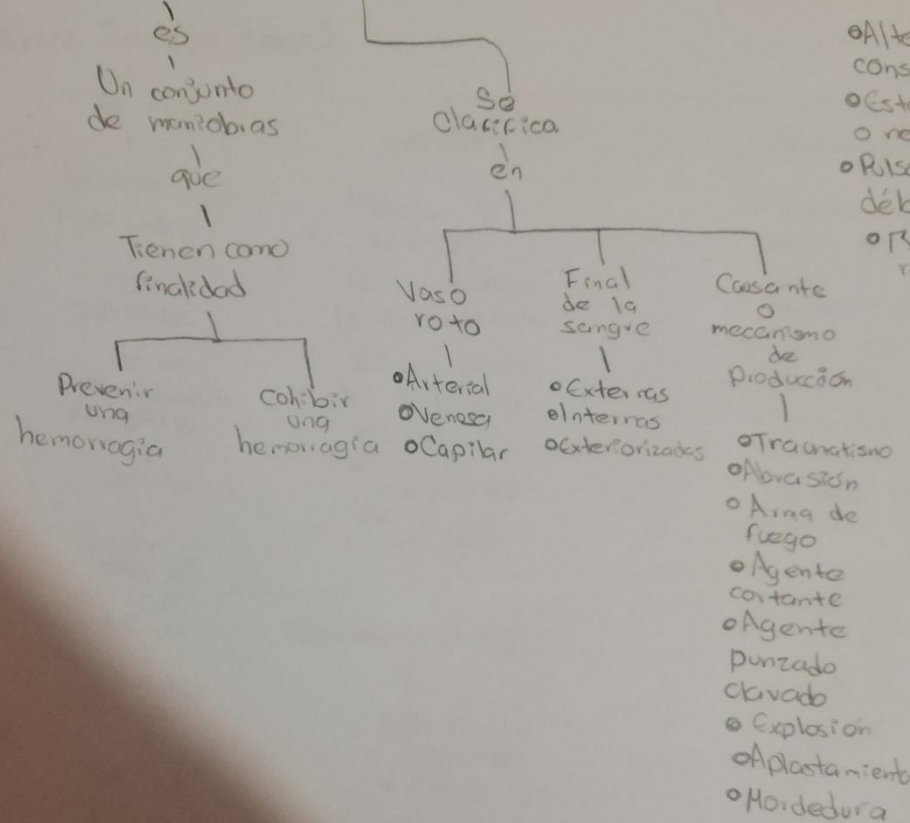 es
Un conjunto
de maniobras
que
Tienen como
finalidad
Prevenir
una
hemorragia
Cohibir
una
hemorragia
Se
Clacifica
en
Vaso
roto
Arterial
Venosa
Capilar
Final
de la
sangre
Externas
Internas
Exteriorizadas
Causante
o
mecanismo
de
Producción
Traumatismo
Abrasión
Arma de
fuego
Agente
cortante
Agente
punzado
clavado
Explosión
Aplastamiento
Mordedura
o